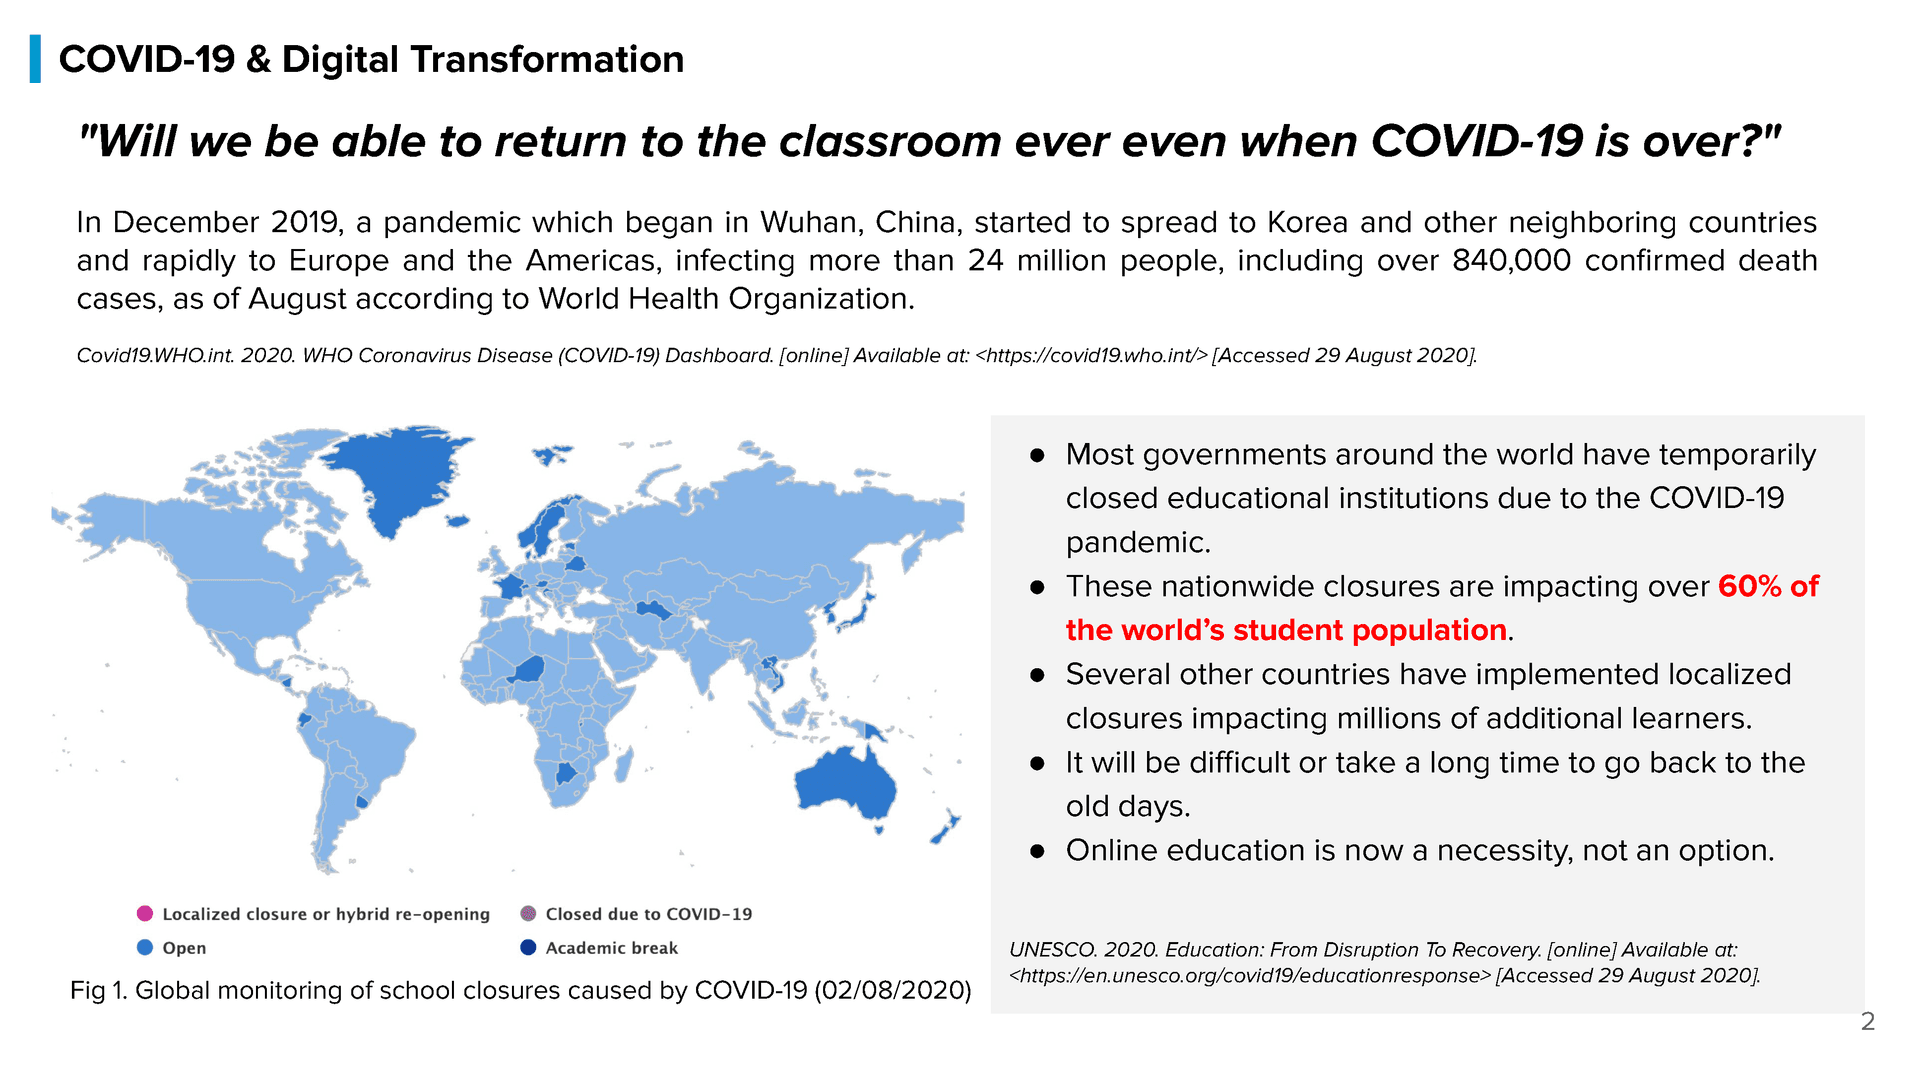 COVID-19 & Digital Transformation
"Will we be able to return to the classroom ever even when COVID-19 is over?"
In December 2019, a pandemic which began in Wuhan, China, started to spread to Korea and other neighboring countries
and rapidly to Europe and the Americas, infecting more than 24 million people, including over 840,000 confirmed death
cases, as of August according to World Health Organization.
Covid19.WHO.int. 2020. WHO Coronavirus Disease (COVID-19) Dashboard. [online] Available at: <https://covid19.who.int/> [Accessed 29 August 2020].
Localized closure or hybrid re-opening
Closed due to COVID-19
Open
Academic break
Fig 1. Global monitoring of school closures caused by COVID-19 (02/08/2020)
● Most governments around the world have temporarily
closed educational institutions due to the COVID-19
pandemic.
● These nationwide closures are impacting over 60% of
the world's student population.
● Several other countries have implemented localized
closures impacting millions of additional learners.
● It will be difficult or take a long time to go back to the
old days.
● Online education is now a necessity, not an option.
UNESCO. 2020. Education: From Disruption To Recovery. [online] Available at:
<https://en.unesco.org/covid19/educationresponse> [Accessed 29 August 2020].
2